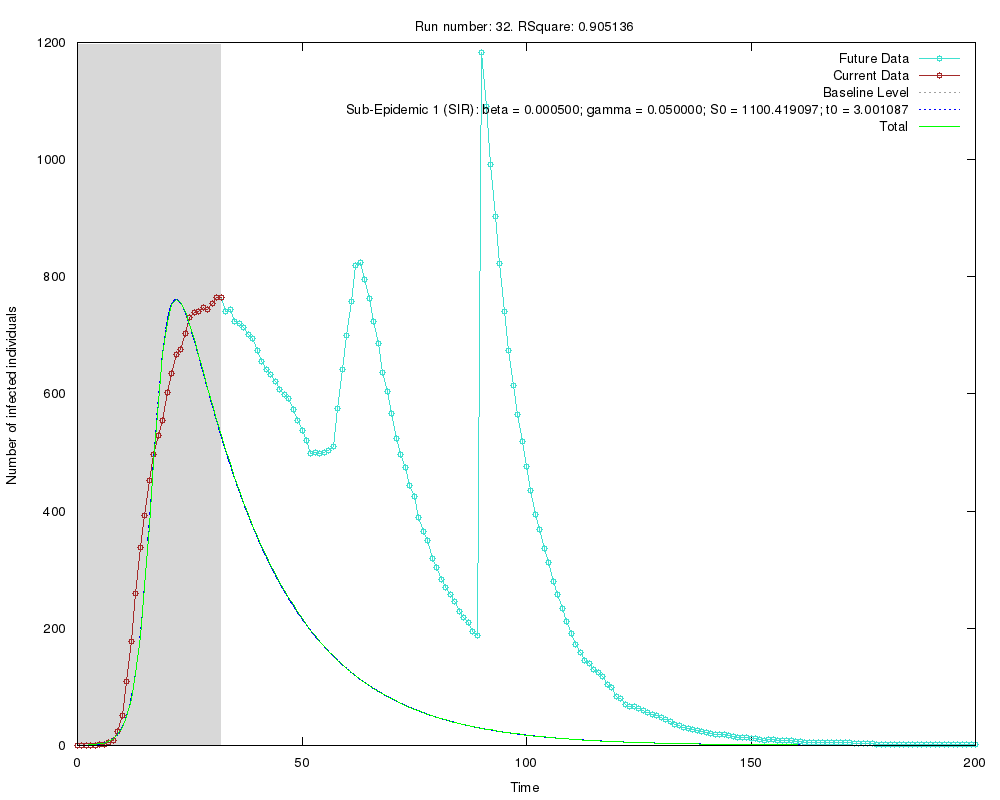 Run number: 32. RSquare: 0.905136
Future Data
Current Data
Baseline Level
Sub-Epidemic 1 (SIR): beta = 0.000500; gamma = 0.050000; S0 = 1100.419097; t0 = 3.001087
Total
1200
1000
800
600
400
200
0
Number of infected individuals
0 50 100 150 200
Time